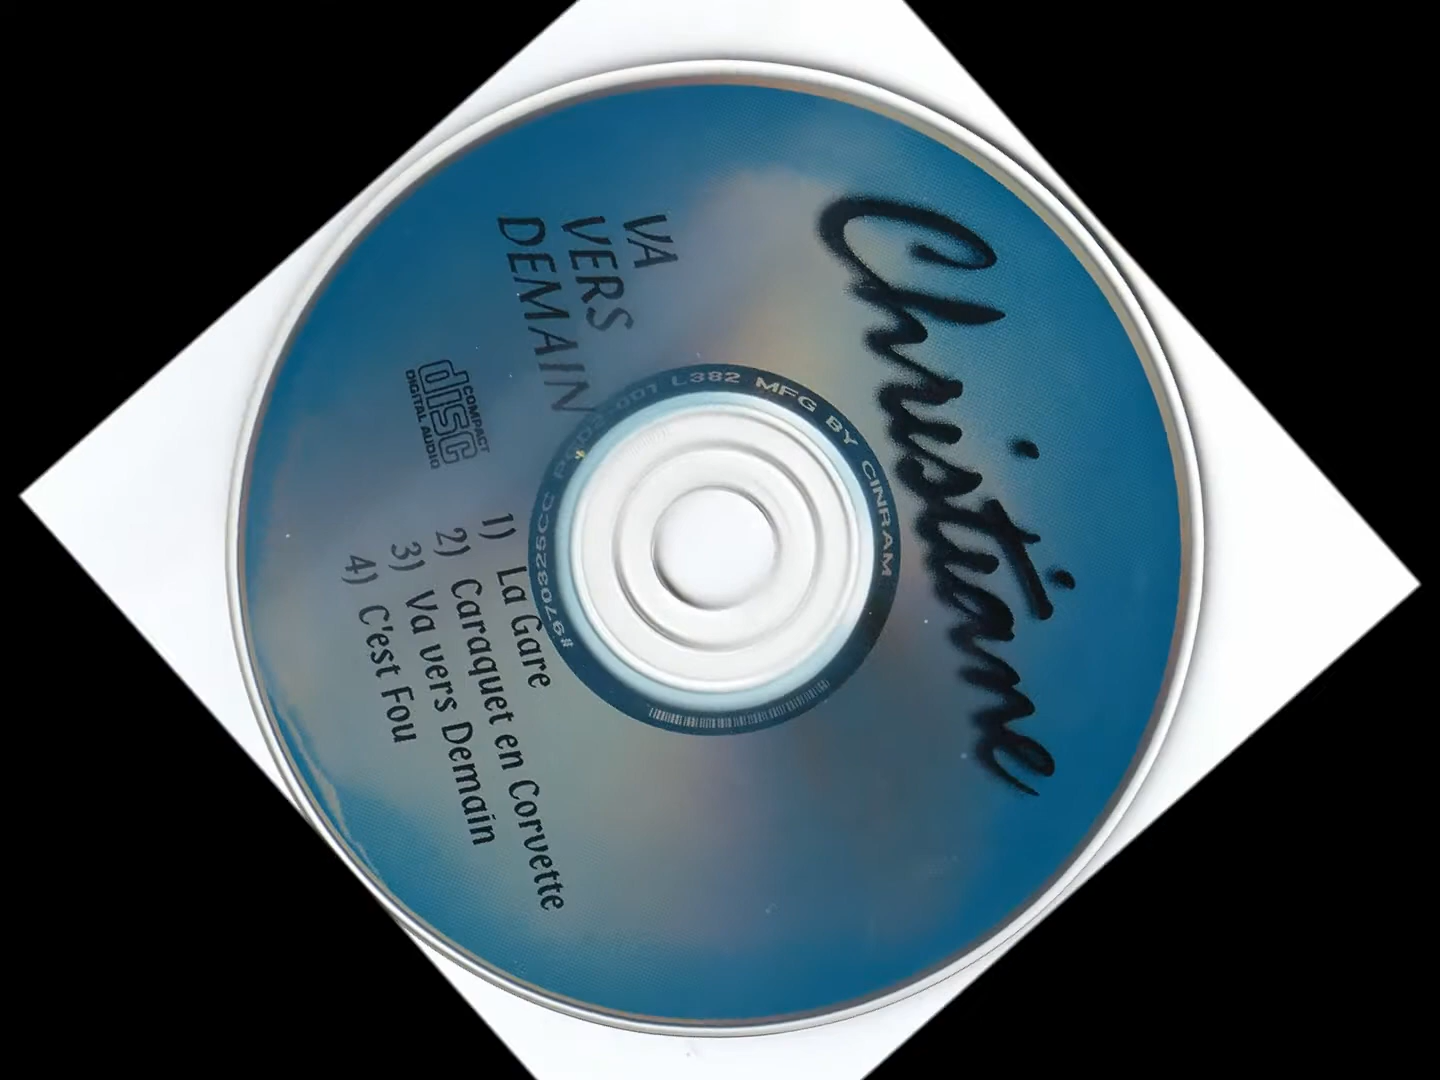 Christiane
VA
VERS
DEMAIN
COMPACT
disc
DIGITAL AUDIO
1) La Gare
2) Caraquet en Corvette
3) Va vers Demain
4) C'est Fou
L382 MFG BY CINRAM
#970825CC